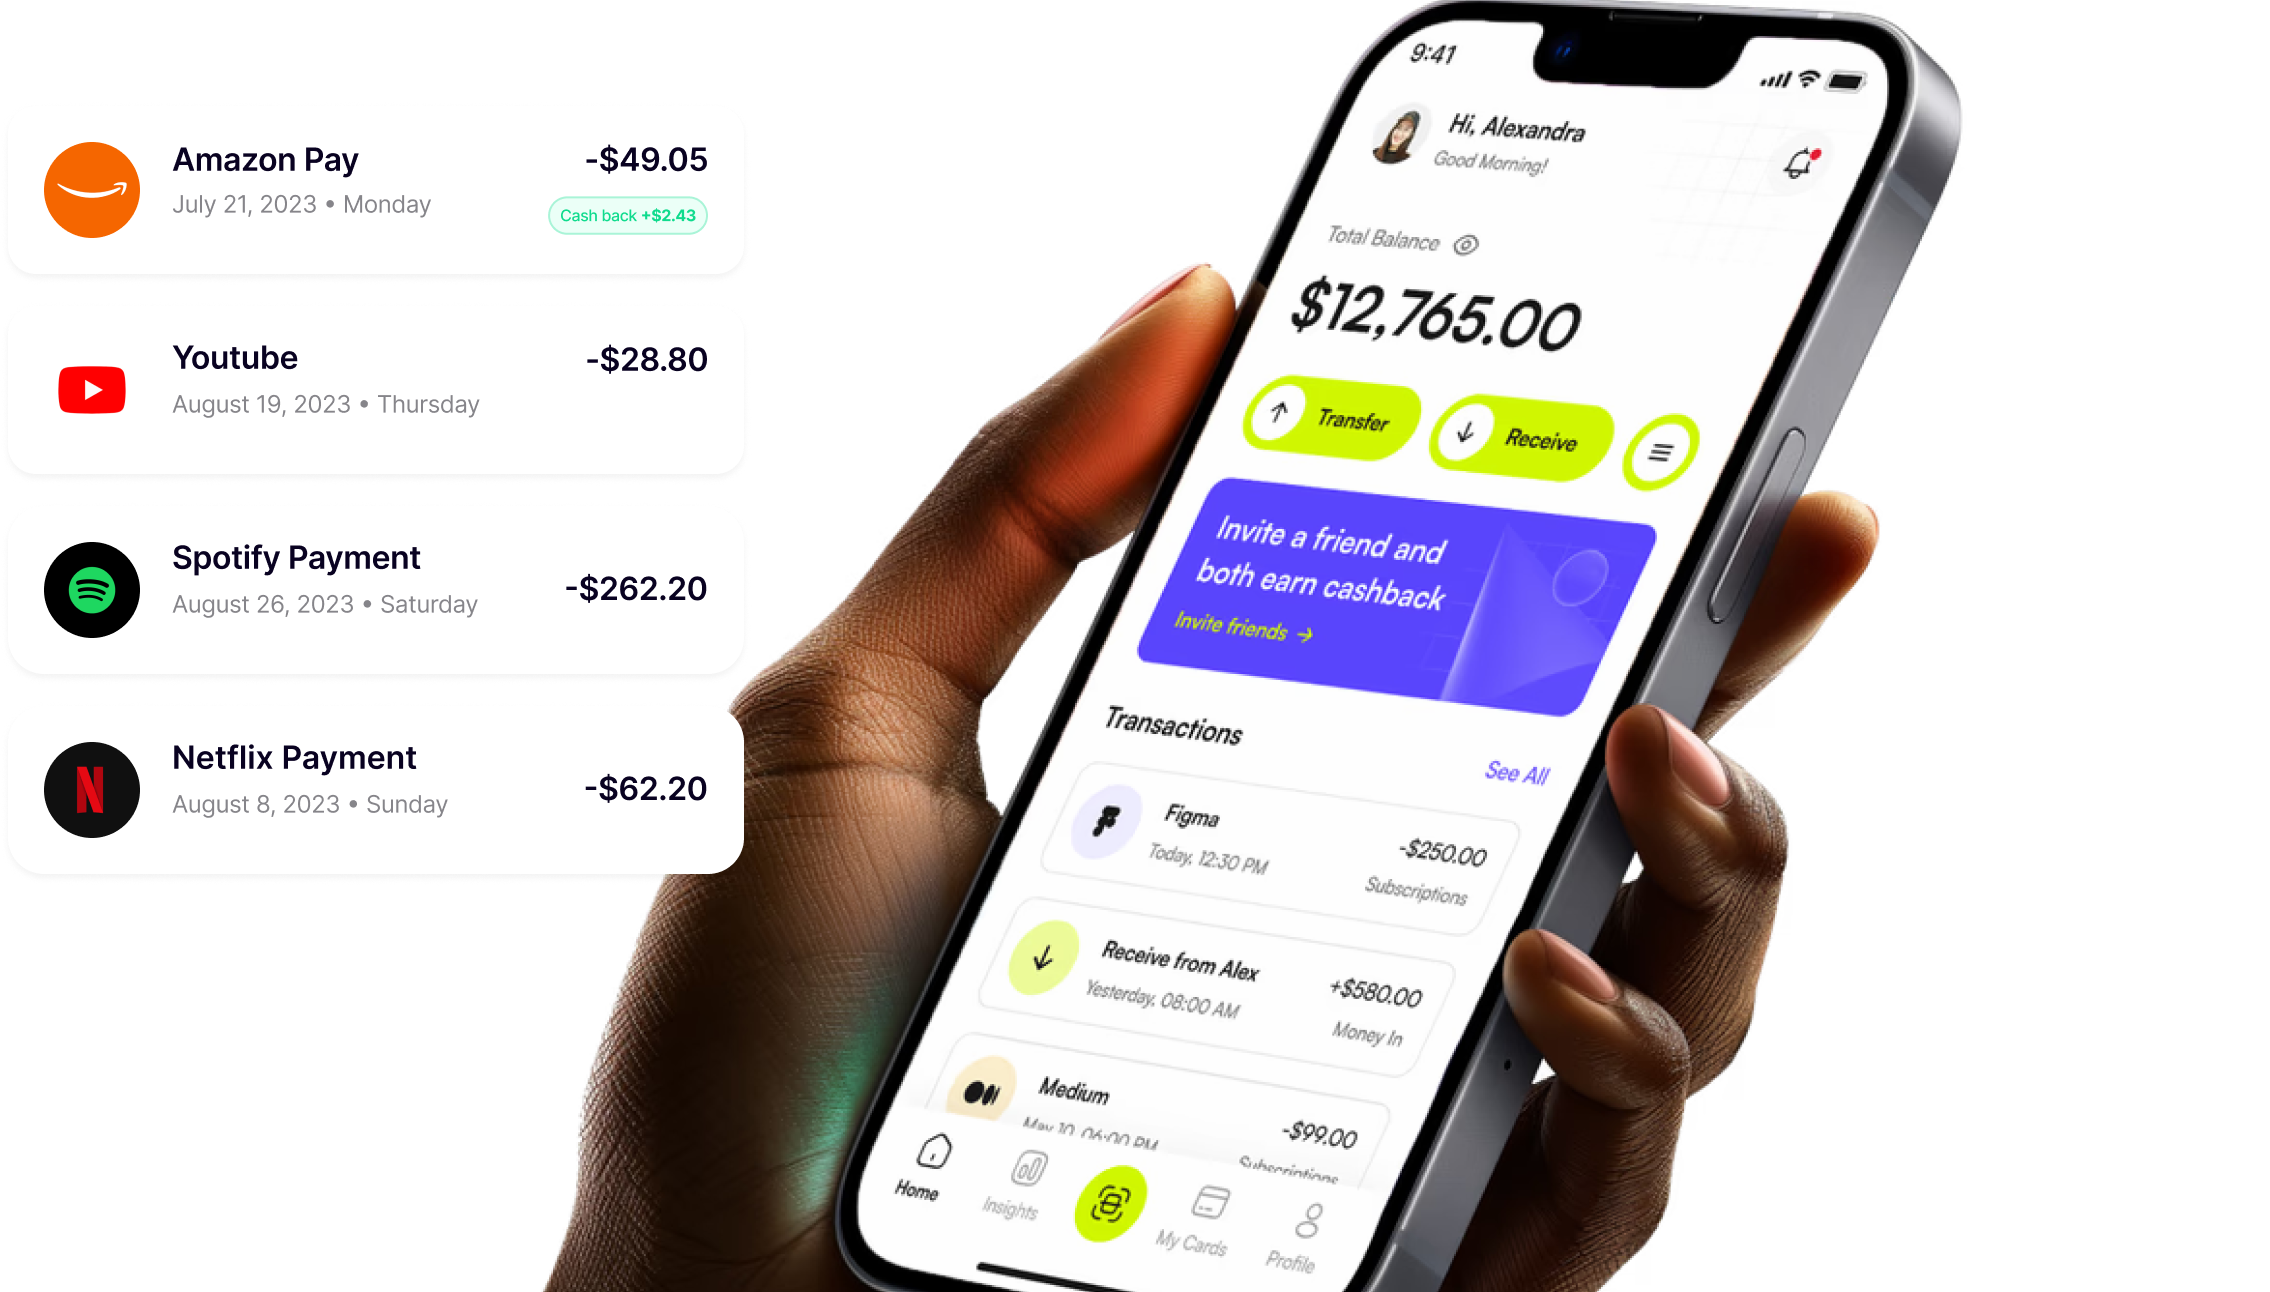 Amazon Pay
-$49.05
July 21, 2023 • Monday
Cash back +$2.43
Youtube
-$28.80
August 19, 2023 • Thursday
Spotify Payment
-$262.20
August 26, 2023 • Saturday
Netflix Payment
-$62.20
August 8, 2023 • Sunday
9:41
Hi, Alexandra
Good Morning!
Total Balance
$12,765.00
Transfer
Receive
Invite a friend and
both earn cashback
Invite friends →
Transactions
See All
Figma
-$250.00
Today, 12:30 PM
Subscriptions
Receive from Alex
+$580.00
Yesterday, 08:00 AM
Money In
Medium
-$99.00
May 10, 06:00 PM
Subscriptions
Home
Insights
My Cards
Profile